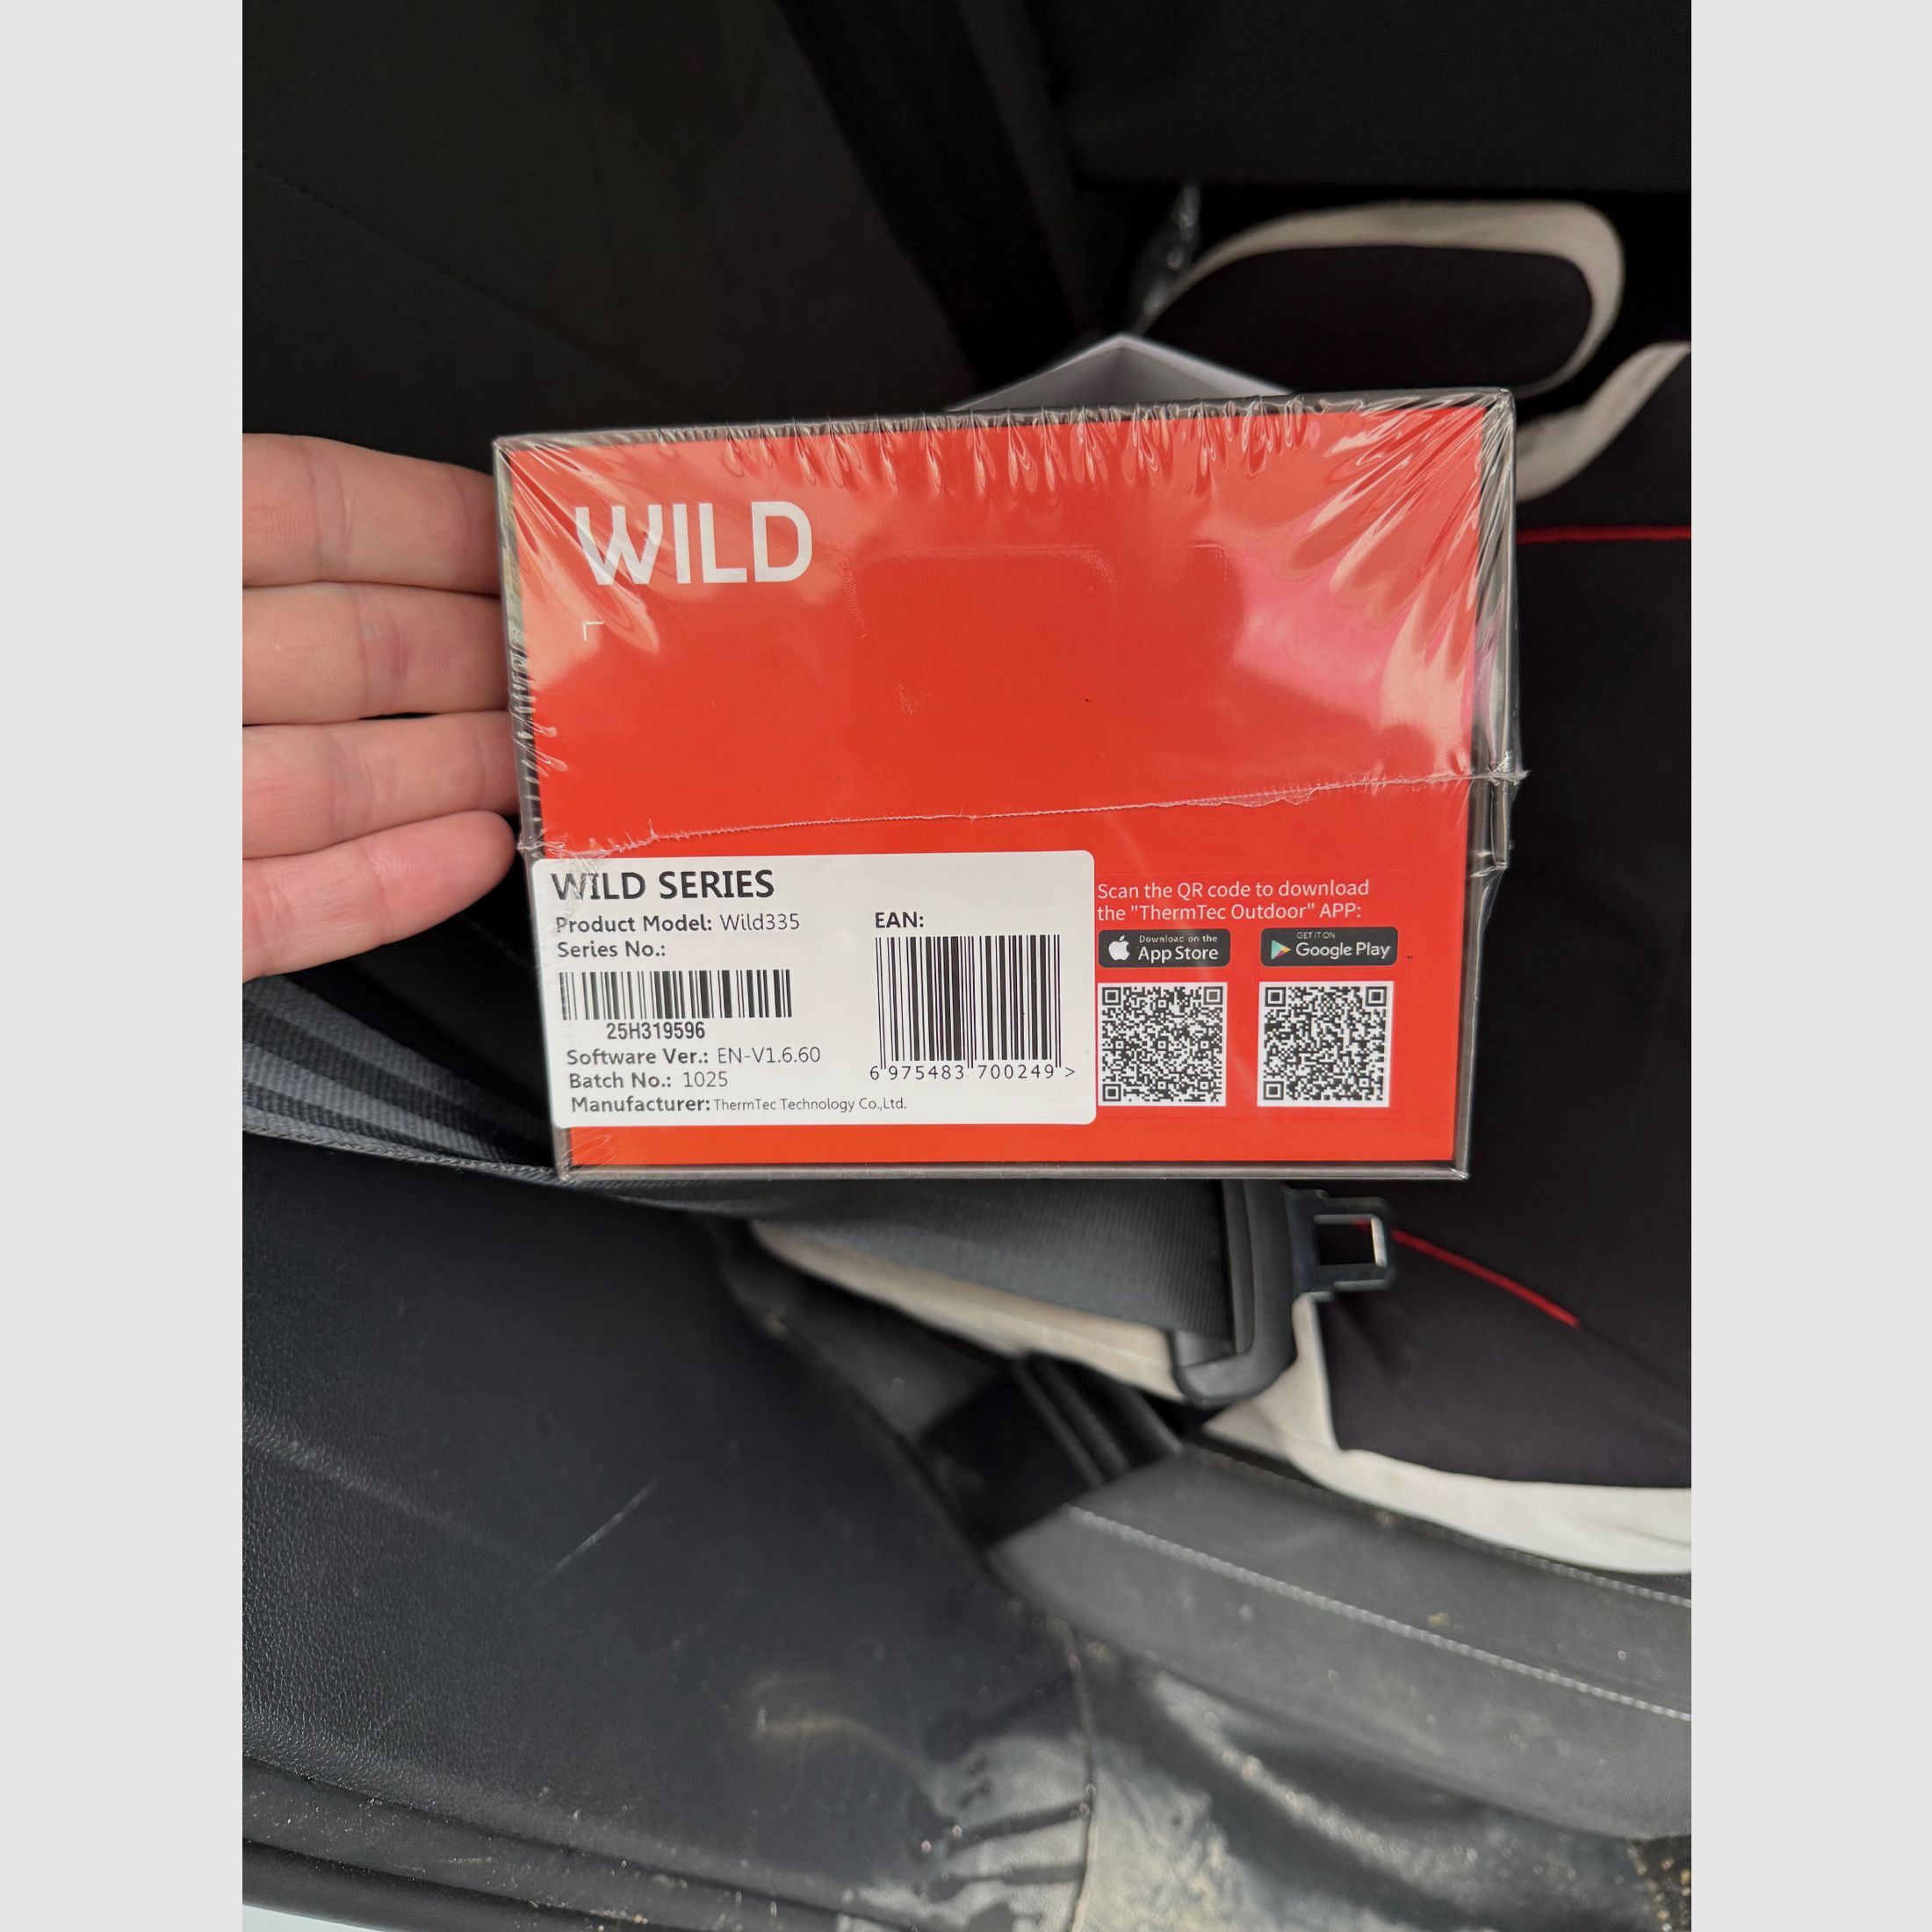 WILD
WILD SERIES
Product Model: Wild335
Series No.:
25H319596
Software Ver.: EN-V1.6.60
Batch No.: 1025
Manufacturer: ThermTec Technology Co.,Ltd.
EAN:
6 975483 700249 >
Scan the QR code to download
the "ThermTec Outdoor" APP:
Download on the
App Store
GET IT ON
Google Play